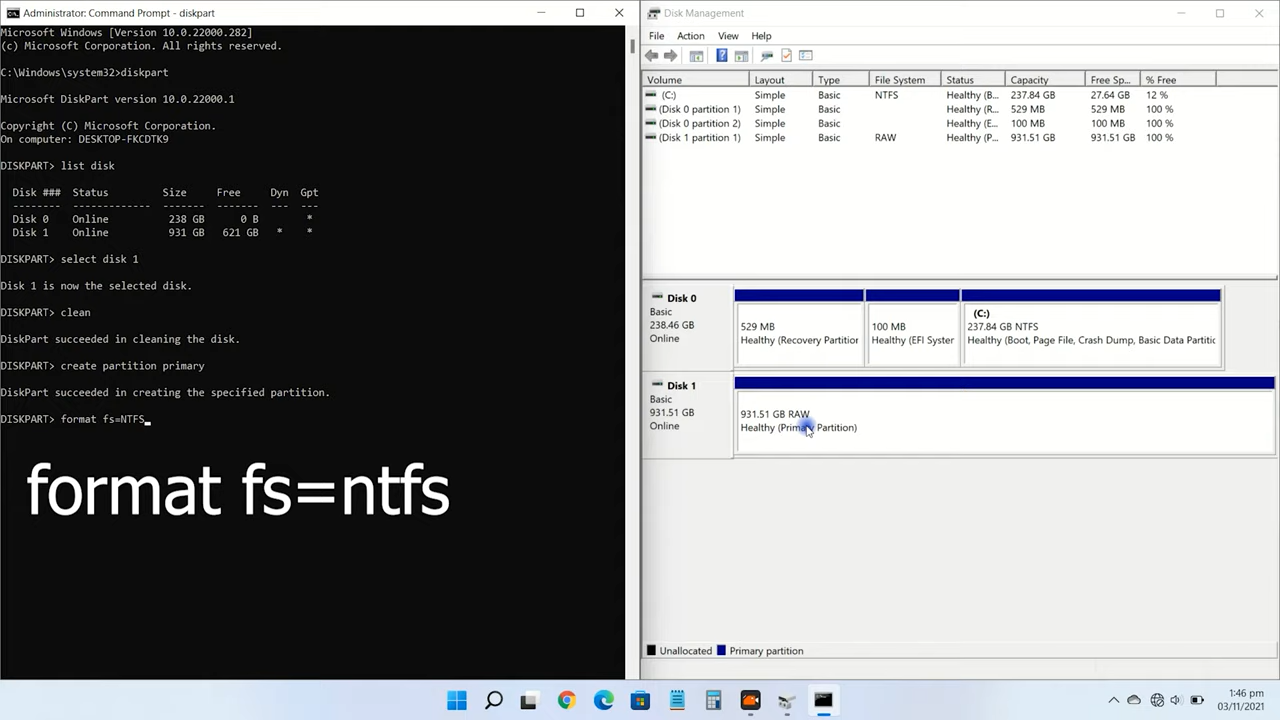 Administrator: Command Prompt - diskpart
Microsoft Windows [Version 10.0.22000.282]
(c) Microsoft Corporation. All rights reserved.
C:\Windows\system32>diskpart
Microsoft DiskPart version 10.0.22000.1
Copyright (C) Microsoft Corporation.
On computer: DESKTOP-FKCDTK9
DISKPART> list disk
Disk ### Status Size Free Dyn Gpt
-------- ------------- ------- ------- --- ---
Disk 0 Online 238 GB 0 B *
Disk 1 Online 931 GB 621 GB * *
DISKPART> select disk 1
Disk 1 is now the selected disk.
DISKPART> clean
DiskPart succeeded in cleaning the disk.
DISKPART> create partition primary
DiskPart succeeded in creating the specified partition.
DISKPART> format fs=NTFS_
format fs=ntfs
Disk Management
File Action View Help
Volume Layout Type File System Status Capacity Free Sp... % Free
(C:) Simple Basic NTFS Healthy (B... 237.84 GB 27.64 GB 12 %
(Disk 0 partition 1) Simple Basic Healthy (R... 529 MB 529 MB 100 %
(Disk 0 partition 2) Simple Basic Healthy (E... 100 MB 100 MB 100 %
(Disk 1 partition 1) Simple Basic RAW Healthy (P... 931.51 GB 931.51 GB 100 %
Disk 0
Basic
238.46 GB
Online
529 MB
Healthy (Recovery Partition
100 MB
Healthy (EFI System
(C:)
237.84 GB NTFS
Healthy (Boot, Page File, Crash Dump, Basic Data Partitic
Disk 1
Basic
931.51 GB
Online
931.51 GB RAW
Healthy (Primary Partition)
Unallocated Primary partition
1:46 pm
03/11/2021